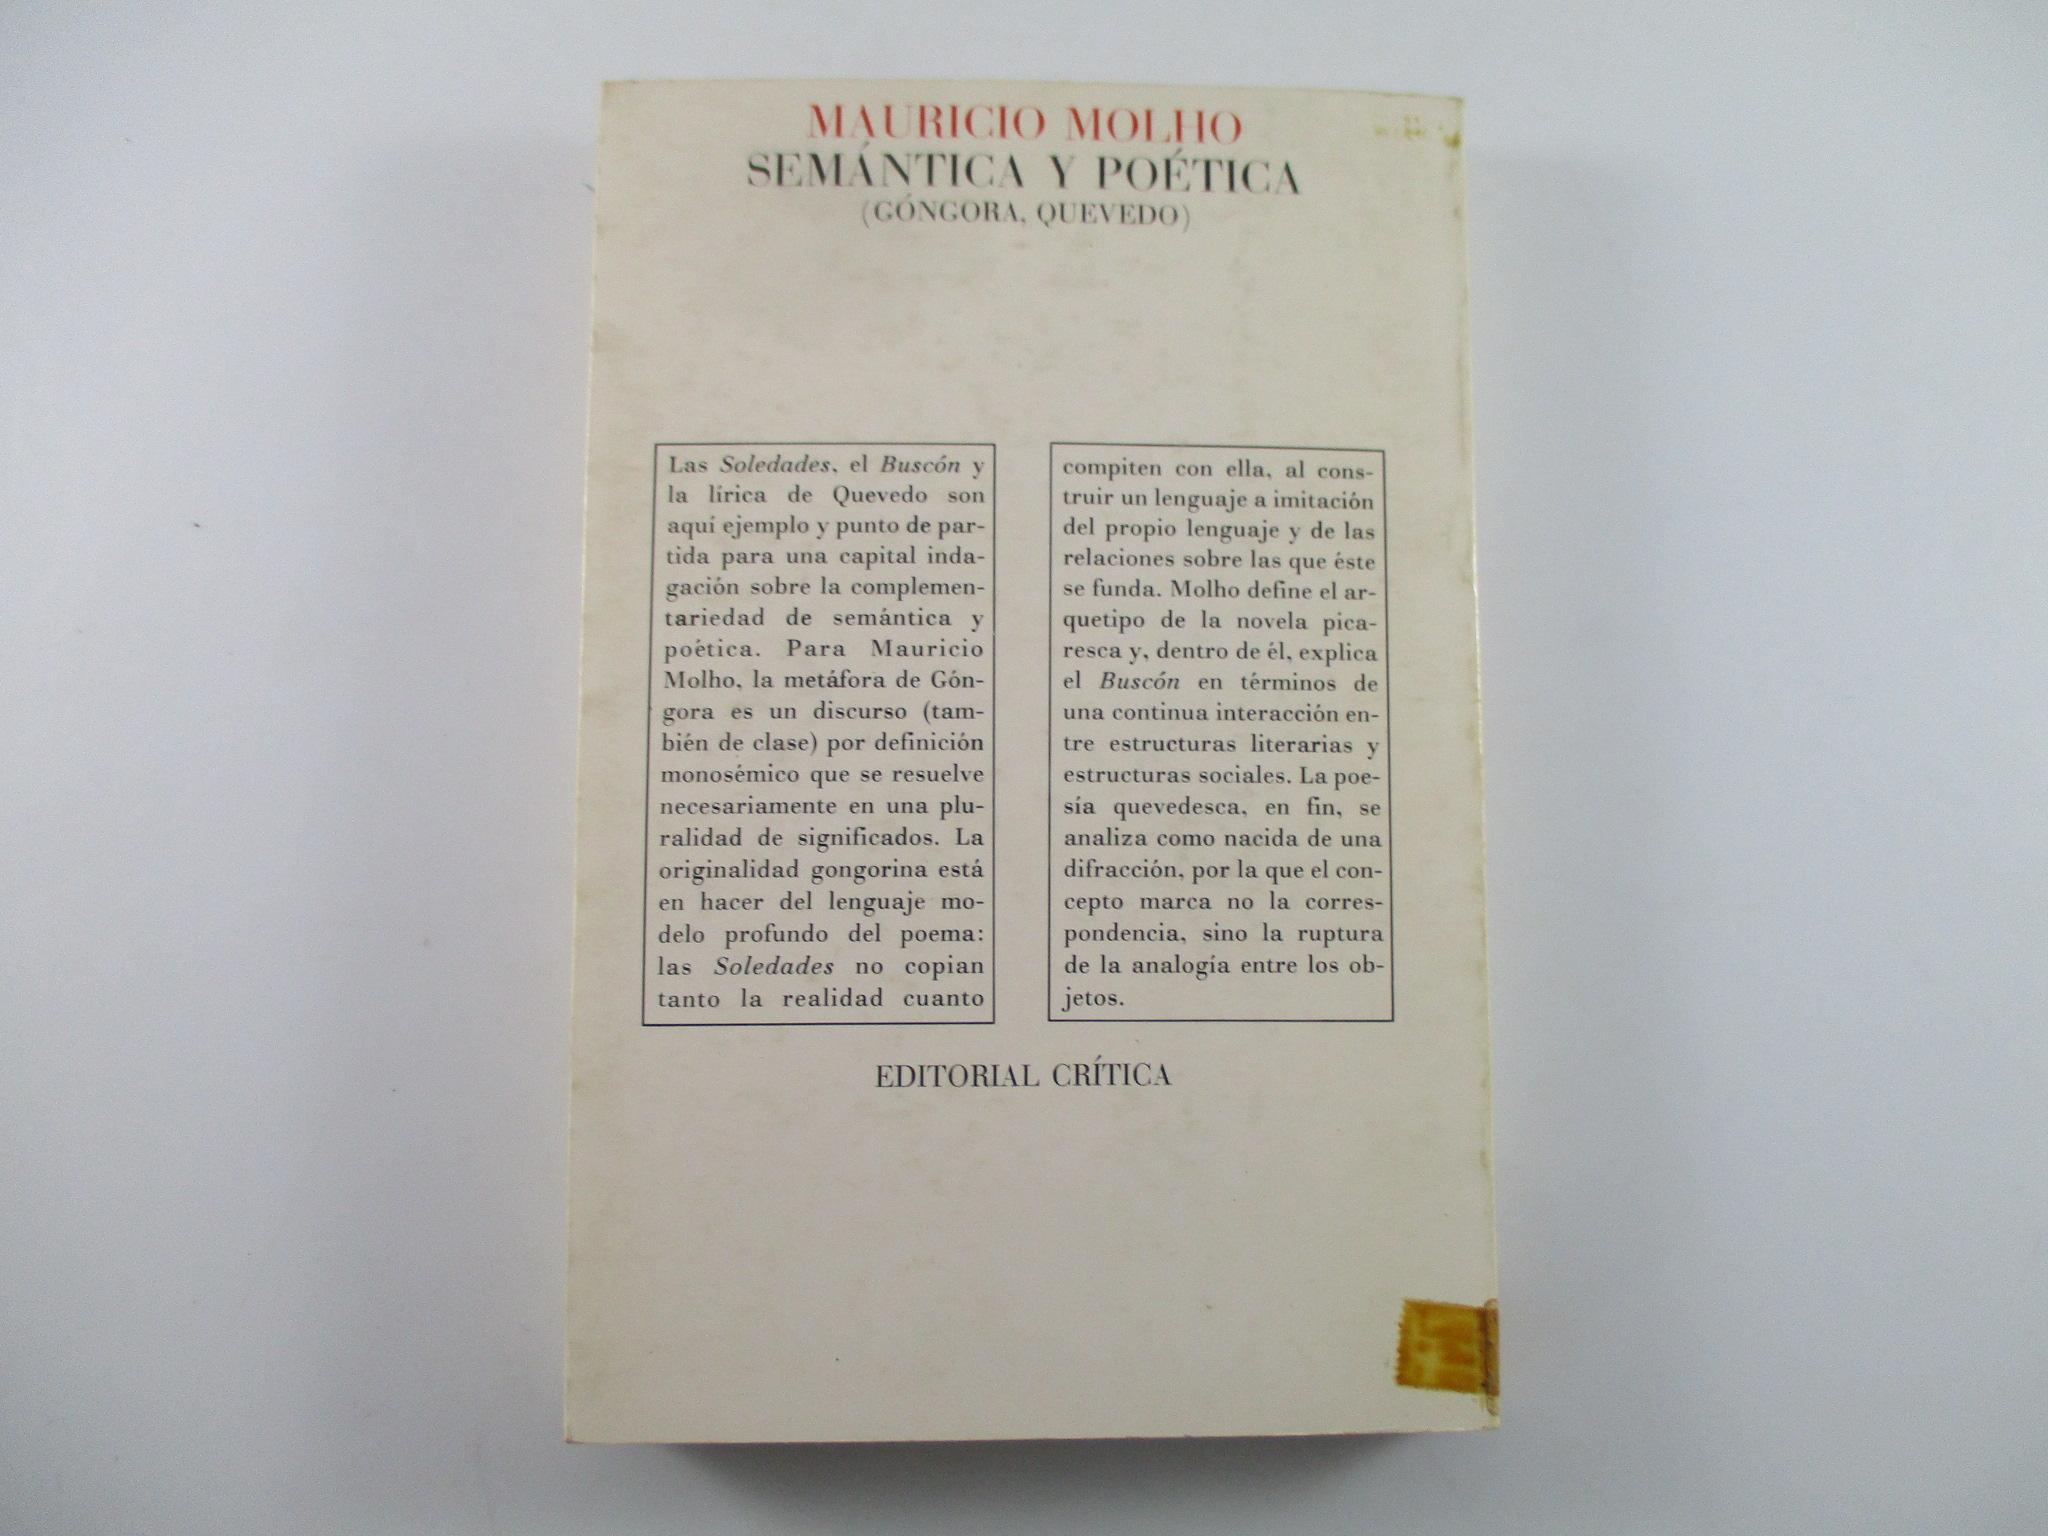 MAURICIO MOLHO
SEMÁNTICA Y POÉTICA
(GÓNGORA, QUEVEDO)
Las Soledades, el Buscón y
la lírica de Quevedo son
aquí ejemplo y punto de par-
tida para una capital inda-
gación sobre la complemen-
tariedad de semántica y
poética. Para Mauricio
Molho, la metáfora de Gón-
gora es un discurso (tam-
bién de clase) por definición
monosémico que se resuelve
necesariamente en una plu-
ralidad de significados. La
originalidad gongorina está
en hacer del lenguaje mo-
delo profundo del poema:
las Soledades no copian
tanto la realidad cuanto
compiten con ella, al cons-
truir un lenguaje a imitación
del propio lenguaje y de las
relaciones sobre las que éste
se funda. Molho define el ar-
quetipo de la novela pica-
resca y, dentro de él, explica
el Buscón en términos de
una continua interacción en-
tre estructuras literarias y
estructuras sociales. La poe-
sía quevedesca, en fin, se
analiza como nacida de una
difracción, por la que el con-
cepto marca no la corres-
pondencia, sino la ruptura
de la analogía entre los ob-
jetos.
EDITORIAL CRÍTICA